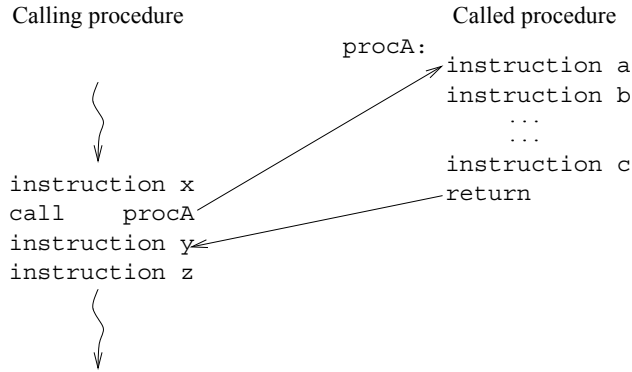 Calling procedure
instruction x
call procA
instruction y
instruction z
Called procedure
procA:
instruction a
instruction b
...
...
instruction c
return